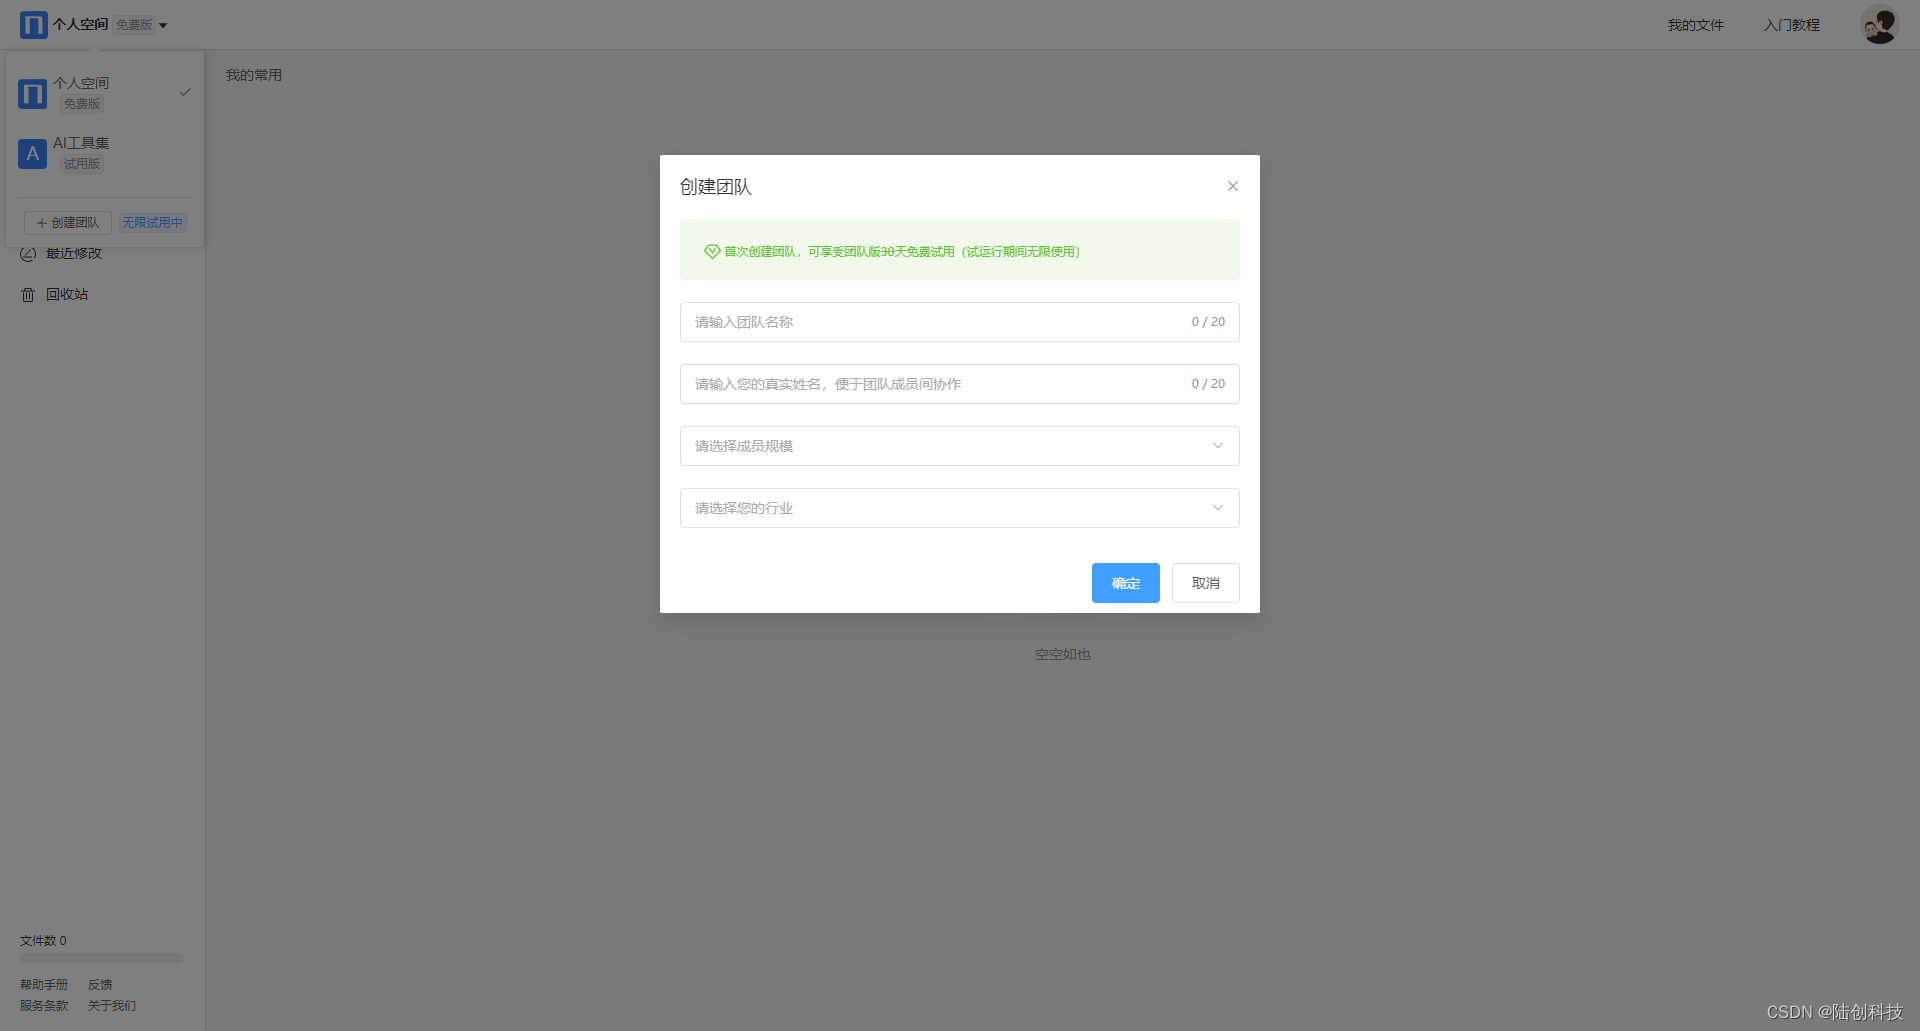 个人空间 免费版
我的文件 入门教程
个人空间
免费版
A AI工具集
试用版
创建团队 无限试用中
最近修改
回收站
我的常用
创建团队
首次创建团队，可享受团队版30天免费试用（试运行期间无限使用）
请输入团队名称 0 / 20
请输入您的真实姓名，便于团队成员间协作 0 / 20
请选择成员规模
请选择您的行业
确定 取消
空空如也
文件数 0
帮助手册 反馈
服务条款 关于我们
CSDN @陆创科技